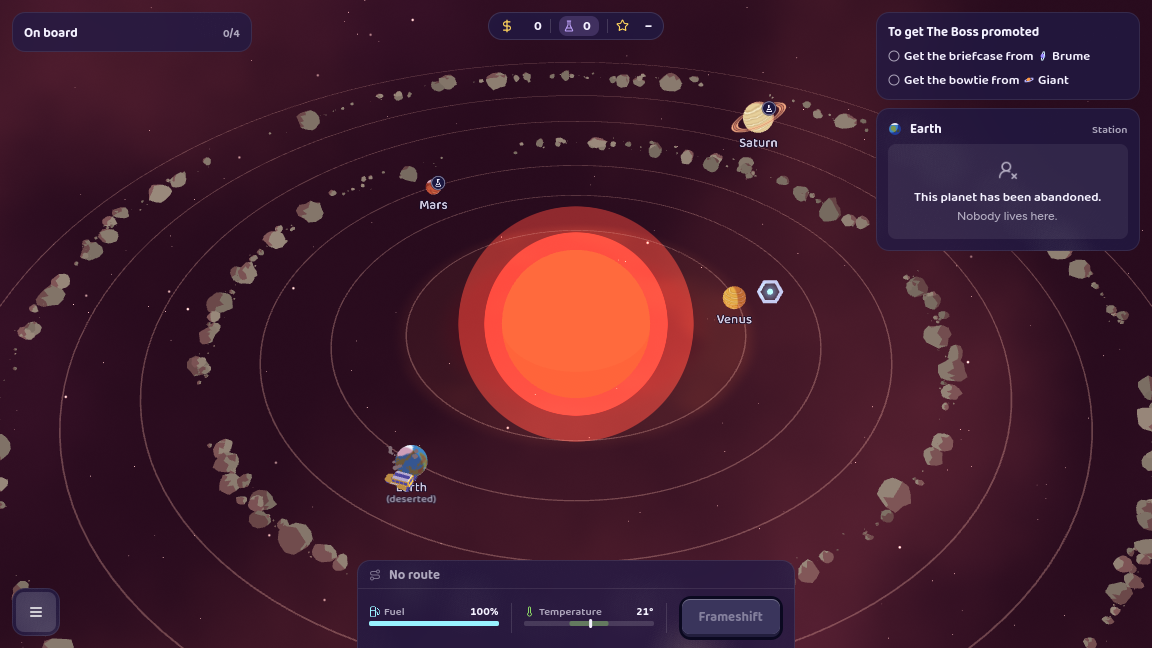 On board
0/4
0
0
–
To get The Boss promoted
Get the briefcase from Brume
Get the bowtie from Giant
Earth
Station
This planet has been abandoned.
Nobody lives here.
Saturn
Mars
Venus
(deserted)
No route
Fuel
100%
Temperature
21°
Frameshift